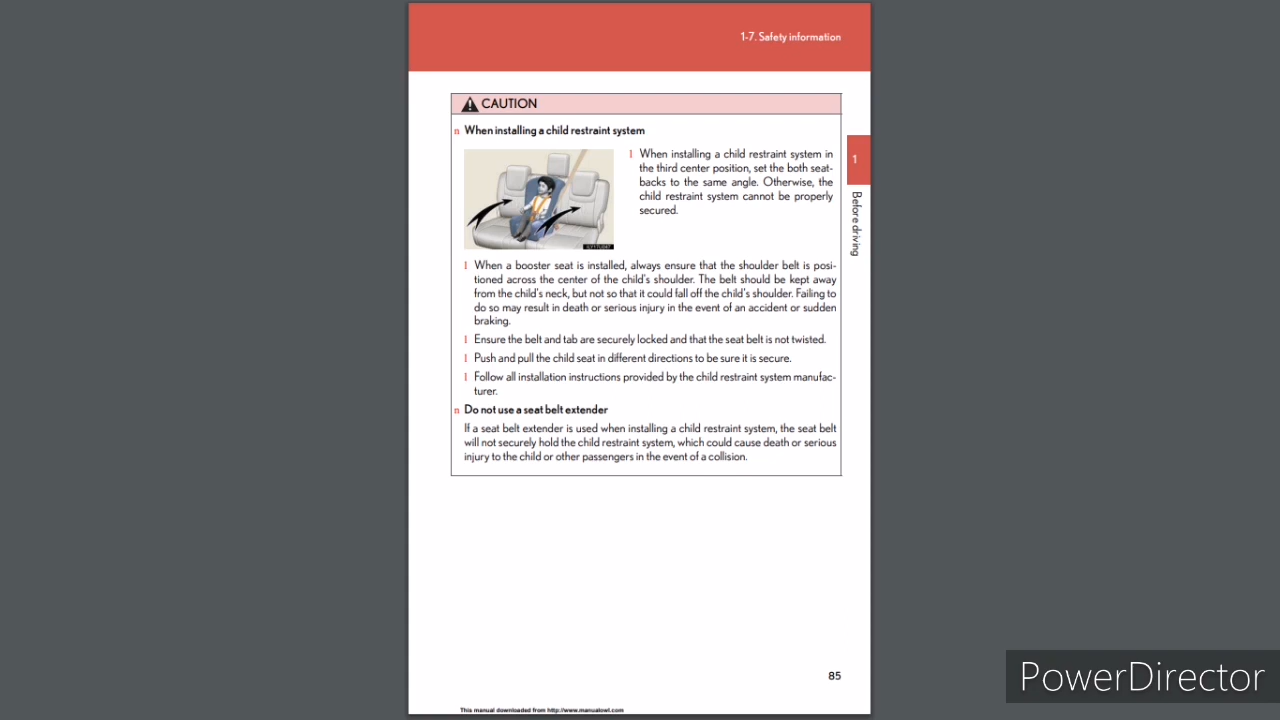 1-7. Safety information
CAUTION
n When installing a child restraint system
l When installing a child restraint system in
the third center position, set the both seat-
backs to the same angle. Otherwise, the
child restraint system cannot be properly
secured.
1
Before driving
l When a booster seat is installed, always ensure that the shoulder belt is posi-
tioned across the center of the child's shoulder. The belt should be kept away
from the child's neck, but not so that it could fall off the child's shoulder. Failing to
do so may result in death or serious injury in the event of an accident or sudden
braking.
l Ensure the belt and tab are securely locked and that the seat belt is not twisted.
l Push and pull the child seat in different directions to be sure it is secure.
l Follow all installation instructions provided by the child restraint system manufac-
turer.
n Do not use a seat belt extender
If a seat belt extender is used when installing a child restraint system, the seat belt
will not securely hold the child restraint system, which could cause death or serious
injury to the child or other passengers in the event of a collision.
85
This manual downloaded from http://www.manualowl.com
PowerDirector